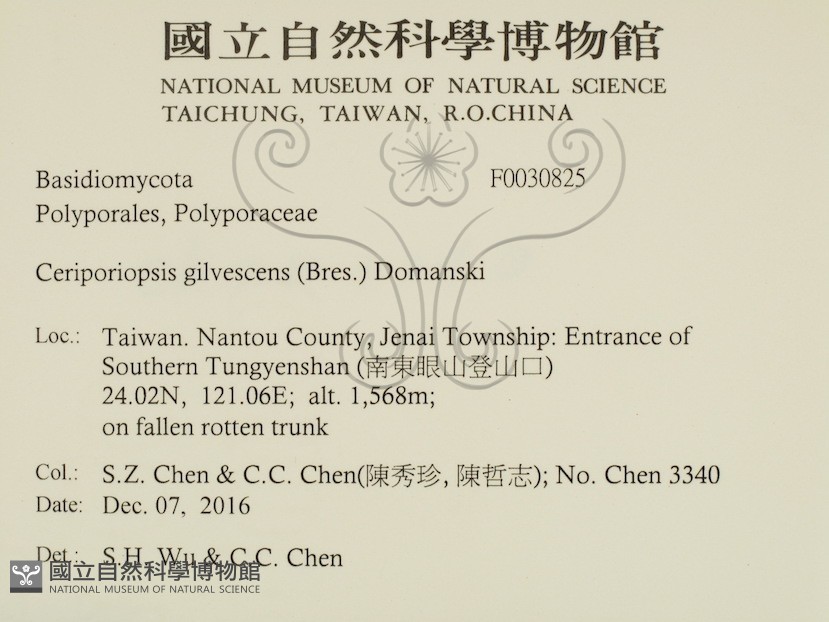 國立自然科學博物館
NATIONAL MUSEUM OF NATURAL SCIENCE
TAICHUNG, TAIWAN, R.O.CHINA
Basidiomycota F0030825
Polyporales, Polyporaceae
Ceriporiopsis gilvescens (Bres.) Domanski
Loc.: Taiwan. Nantou County, Jenai Township: Entrance of
Southern Tungyenshan (南東眼山登山口)
24.02N, 121.06E; alt. 1,568m;
on fallen rotten trunk
Col.: S.Z. Chen & C.C. Chen(陳秀珍, 陳哲志); No. Chen 3340
Date: Dec. 07, 2016
Det.: S.H. Wu & C.C. Chen
國立自然科學博物館
NATIONAL MUSEUM OF NATURAL SCIENCE